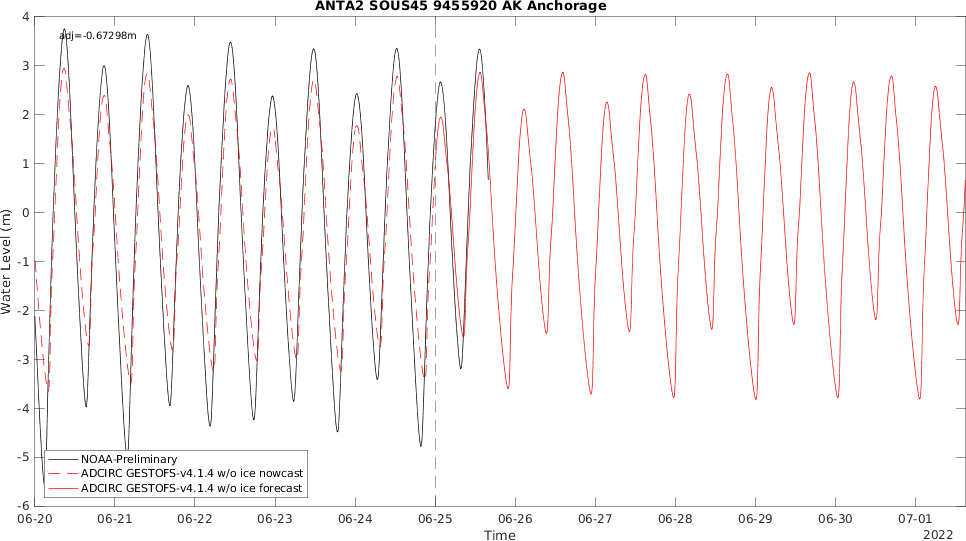 ANTA2 SOUS45 9455920 AK Anchorage
adj=-0.67298m
4
3
2
1
0
-1
-2
-3
-4
-5
-6
Water Level (m)
NOAA-Preliminary
ADCIRC GESTOFS-v4.1.4 w/o ice nowcast
ADCIRC GESTOFS-v4.1.4 w/o ice forecast
06-20 06-21 06-22 06-23 06-24 06-25 06-26 06-27 06-28 06-29 06-30 07-01
Time
2022